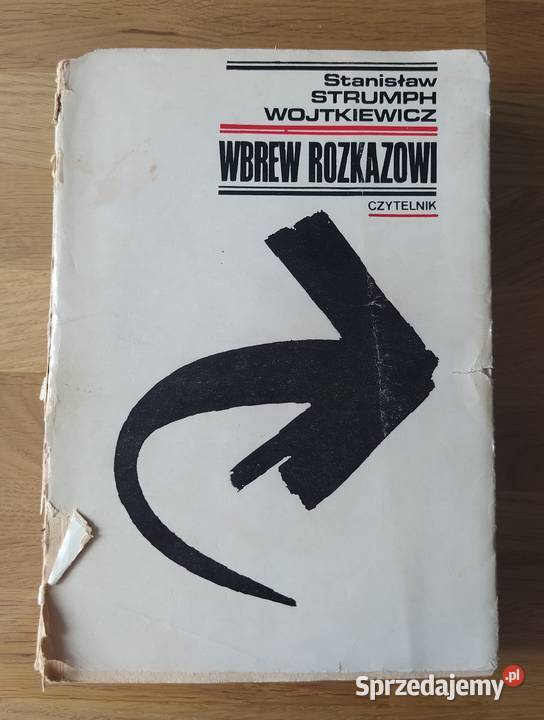 Stanisław
STRUMPH
WOJTKIEWICZ
WBREW ROZKAZOWI
CZYTELNIK
Sprzedajemy.pl